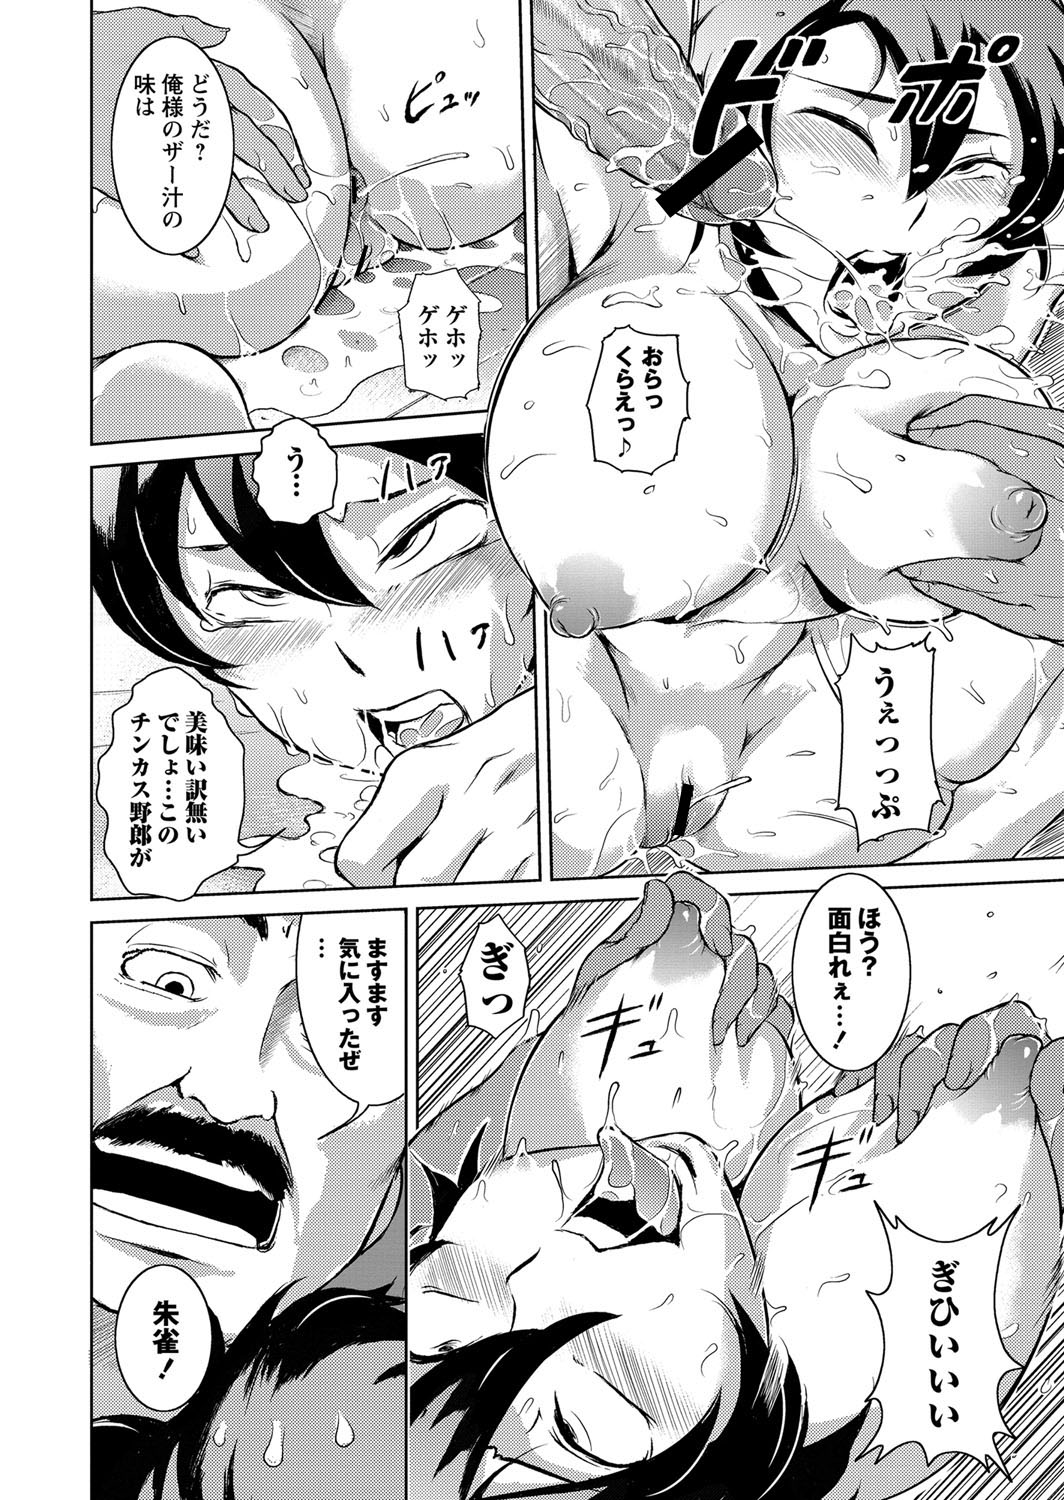 ドポ
おらっ
くらえっ♪
うぇっっぷ
ピュッ
どうだ？
俺様のザー汁の
味は
ゲホッ
ゲホッ
う…
ハァ
ハァ
美味い訳無い
でしょ…この
チンカス野郎が
ほう？
面白れぇ…！
ぎっ
ギュ
ギュ
ぎひいいい
ますます
気に入ったぜ
…
朱雀！